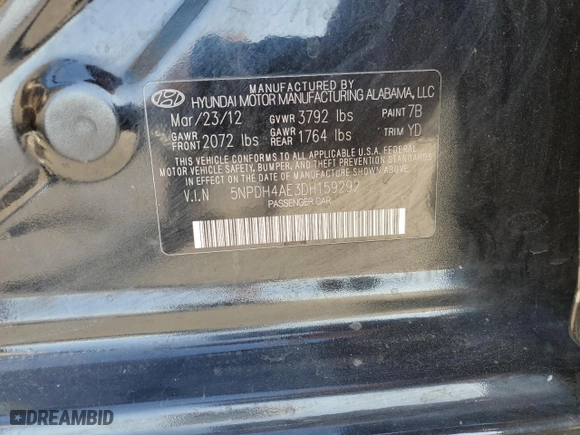 MANUFACTURED BY
HYUNDAI MOTOR MANUFACTURING ALABAMA, LLC
Mar/23/12 GVWR 3792 lbs PAINT 7B
GAWR FRONT 2072 lbs GAWR REAR 1764 lbs TRIM YD
THIS VEHICLE CONFORMS TO ALL APPLICABLE U.S.A. FEDERAL
MOTOR VEHICLE SAFETY, BUMPER, AND THEFT PREVENTION STANDARDS
IN EFFECT ON THE DATE OF MANUFACTURE SHOWN ABOVE.
V.I.N 5NPDH4AE3DH159292
PASSENGER CAR
DREAMBID